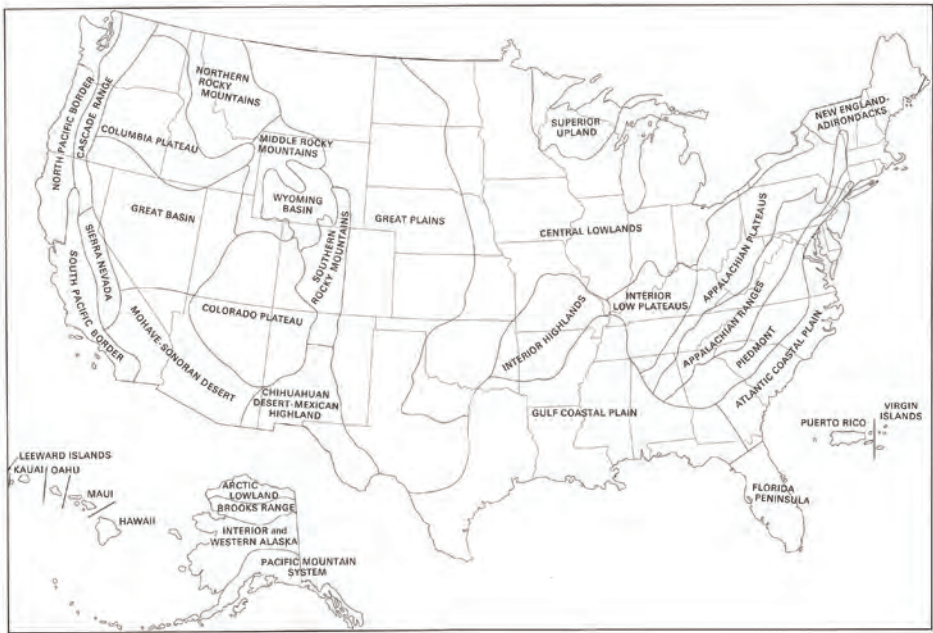 NORTH PACIFIC BORDER
CASCADE RANGE
NORTHERN
ROCKY
MOUNTAINS
COLUMBIA PLATEAU
MIDDLE ROCKY
MOUNTAINS
WYOMING
BASIN
GREAT BASIN
SIERRA NEVADA
SOUTH PACIFIC BORDER
SOUTHERN
ROCKY MOUNTAINS
GREAT PLAINS
COLORADO PLATEAU
MOHAVE-SONORAN DESERT
CHIHUAHUAN
DESERT-MEXICAN
HIGHLAND
SUPERIOR
UPLAND
CENTRAL LOWLANDS
INTERIOR HIGHLANDS
INTERIOR
LOW PLATEAUS
NEW ENGLAND-
ADIRONDACKS
APPALACHIAN PLATEAUS
APPALACHIAN RANGES
PIEDMONT
ATLANTIC COASTAL PLAIN
GULF COASTAL PLAIN
FLORIDA
PENINSULA
PUERTO RICO
VIRGIN
ISLANDS
LEEWARD ISLANDS
KAUAI
OAHU
MAUI
HAWAII
ARCTIC
LOWLAND
BROOKS RANGE
INTERIOR and
WESTERN ALASKA
PACIFIC MOUNTAIN
SYSTEM